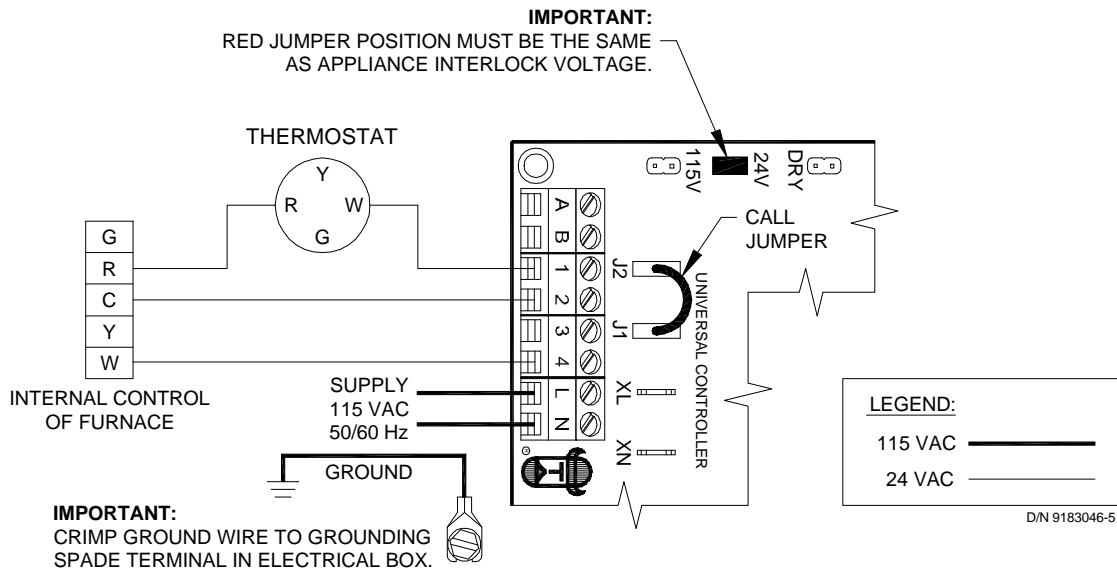 IMPORTANT:
RED JUMPER POSITION MUST BE THE SAME
AS APPLIANCE INTERLOCK VOLTAGE.
THERMOSTAT
Y
R W
G
G
R
C
Y
W
INTERNAL CONTROL
OF FURNACE
115V
24V
DRY
A
B
1
2
3
4
L
N
J2
J1
CALL
JUMPER
UNIVERSAL CONTROLLER
XL
XN
SUPPLY
115 VAC
50/60 Hz
GROUND
T
®
IMPORTANT:
CRIMP GROUND WIRE TO GROUNDING
SPADE TERMINAL IN ELECTRICAL BOX.
LEGEND:
115 VAC
24 VAC
D/N 9183046-5